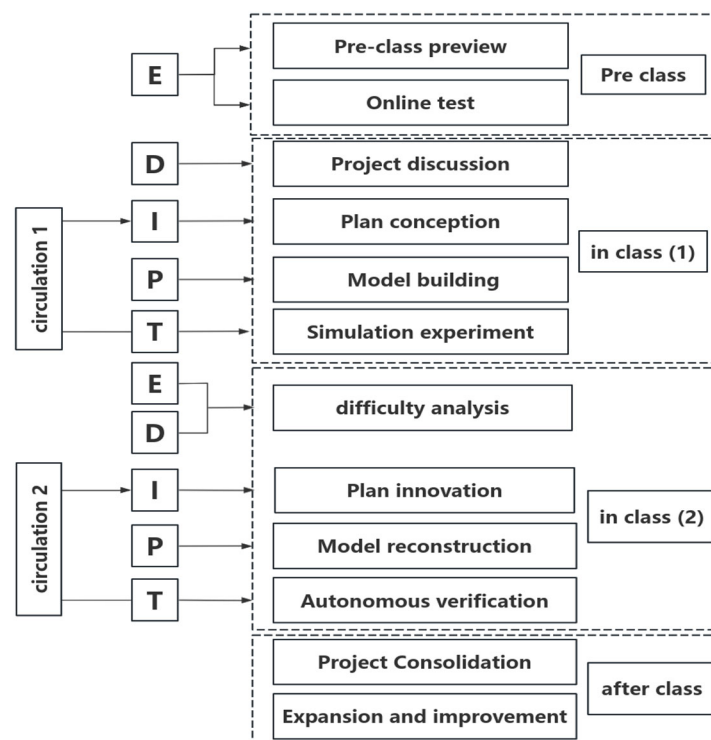 E
Pre-class preview
Online test
Pre class
D
Project discussion
circulation 1
I
Plan conception
in class (1)
P
Model building
T
Simulation experiment
E
D
difficulty analysis
circulation 2
I
Plan innovation
in class (2)
P
Model reconstruction
T
Autonomous verification
Project Consolidation
after class
Expansion and improvement